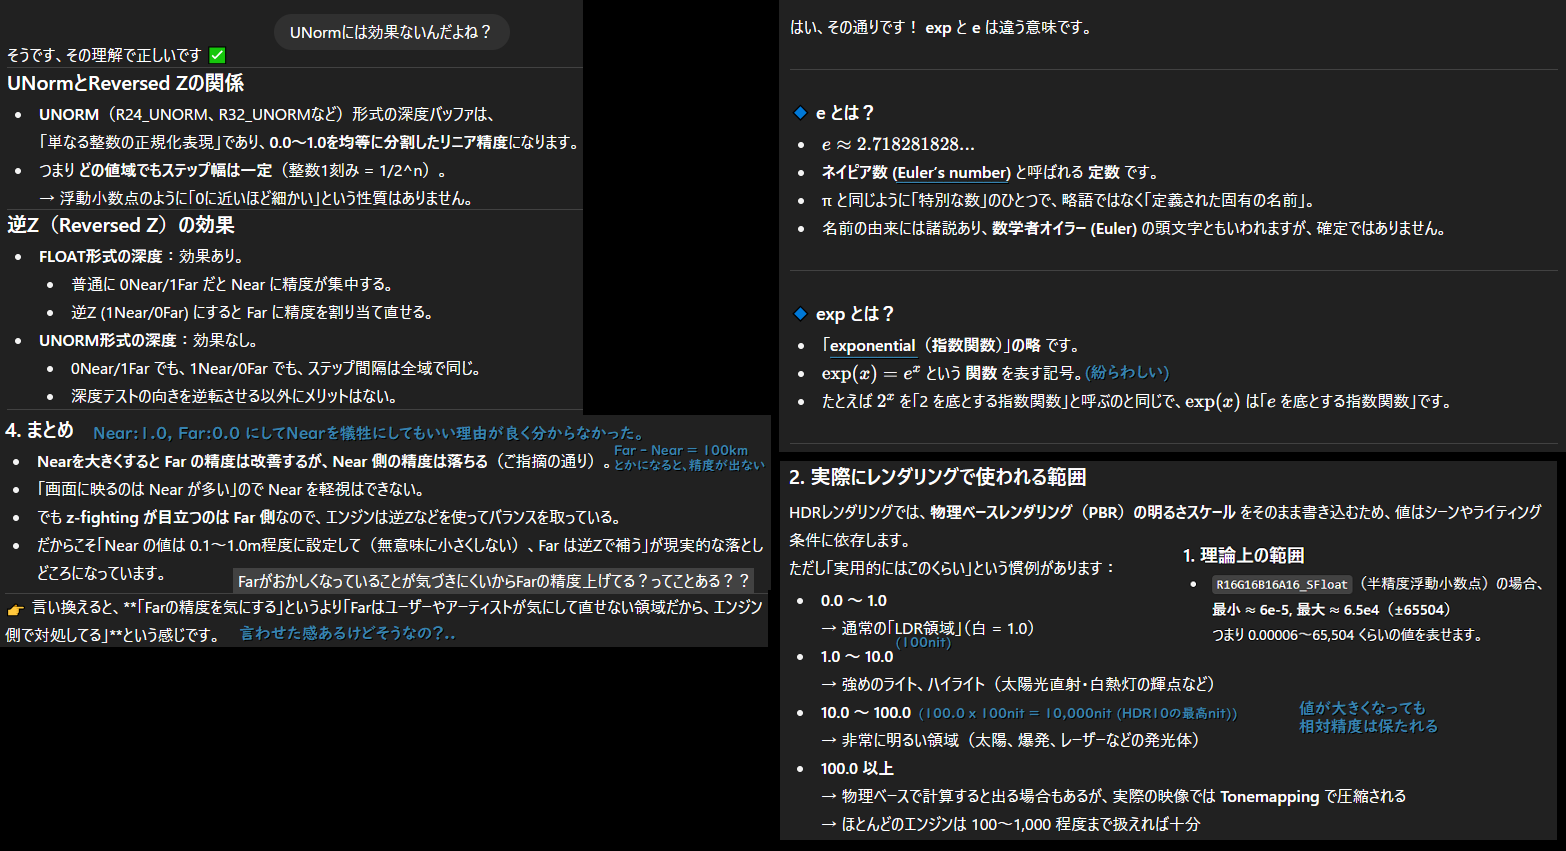 UNormには効果ないんだよね？
そうです、その理解で正しいです ✅
UNormとReversed Zの関係
• UNORM（R24_UNORM、R32_UNORMなど）形式の深度バッファは、
「単なる整数の正規化表現」であり、0.0〜1.0を均等に分割したリニア精度になります。
• つまり どの値域でもステップ幅は一定（整数1刻み = 1/2^n）。
→ 浮動小数点のように「0に近いほど細かい」という性質はありません。
逆Z（Reversed Z）の効果
• FLOAT形式の深度：効果あり。
• 普通に 0Near/1Far だと Near に精度が集中する。
• 逆Z (1Near/0Far) にすると Far に精度を割り当て直せる。
• UNORM形式の深度：効果なし。
• 0Near/1Far でも、1Near/0Far でも、ステップ間隔は全域で同じ。
• 深度テストの向きを逆転させる以外にメリットはない。
4. まとめ Near:1.0, Far:0.0 にしてNearを犠牲にしてもいい理由が良く分からなかった。
• Nearを大きくすると Far の精度は改善するが、Near 側の精度は落ちる（ご指摘の通り）。
Far - Near = 100km
とかになると、精度が出ない
• 「画面に映るのは Near が多い」ので Near を軽視はできない。
• でも z-fighting が目立つのは Far 側なので、エンジンは逆Zなどを使ってバランスを取っている。
• だからこそ「Near の値は 0.1〜1.0m程度に設定して（無意味に小さくしない）、Far は逆Zで補う」が現実的な落とし
どころになっています。
Farがおかしくなっていることが気づきにくいからFarの精度上げてる？ってことある？？
👉 言い換えると、**「Farの精度を気にする」というより「Farはユーザーやアーティストが気にして直せない領域だから、エンジン
側で対処してる」**という感じです。 言わせた感あるけどそうなの?..
はい、その通りです！ exp と e は違う意味です。
🔷 e とは？
• e ≈ 2.718281828...
• ネイピア数 (Euler's number) と呼ばれる 定数 です。
• π と同じように「特別な数」のひとつで、略語ではなく「定義された固有の名前」。
• 名前の由来には諸説あり、数学者オイラー (Euler) の頭文字ともいわれますが、確定ではありません。
🔷 exp とは？
• 「exponential（指数関数）」の略 です。
• exp(x) = eˣ という 関数 を表す記号。(紛らわしい)
• たとえば 2ˣ を「2 を底とする指数関数」と呼ぶのと同じで、exp(x) は「e を底とする指数関数」です。
2. 実際にレンダリングで使われる範囲
HDRレンダリングでは、物理ベースレンダリング（PBR）の明るさスケール をそのまま書き込むため、値はシーンやライティング
条件に依存します。
ただし「実用的にはこのくらい」という慣例があります：
• 0.0 〜 1.0
→ 通常の「LDR領域」（白 = 1.0）
(100nit)
• 1.0 〜 10.0
→ 強めのライト、ハイライト（太陽光直射・白熱灯の輝点など）
• 10.0 〜 100.0 (100.0 x 100nit = 10,000nit (HDR10の最高nit))
→ 非常に明るい領域（太陽、爆発、レーザーなどの発光体）
• 100.0 以上
→ 物理ベースで計算すると出る場合もあるが、実際の映像では Tonemapping で圧縮される
→ ほとんどのエンジンは 100〜1,000 程度まで扱えれば十分
1. 理論上の範囲
• R16G16B16A16_SFloat（半精度浮動小数点）の場合、
最小 ≈ 6e-5, 最大 ≈ 6.5e4（±65504）
つまり 0.00006〜65,504 くらいの値を表せます。
値が大きくなっても
相対精度は保たれる